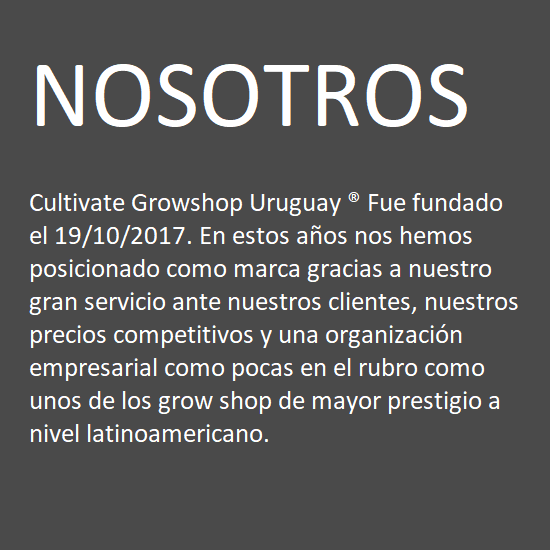 NOSOTROS
Cultivate Growshop Uruguay ® Fue fundado
el 19/10/2017. En estos años nos hemos
posicionado como marca gracias a nuestro
gran servicio ante nuestros clientes, nuestros
precios competitivos y una organización
empresarial como pocas en el rubro como
unos de los grow shop de mayor prestigio a
nivel latinoamericano.